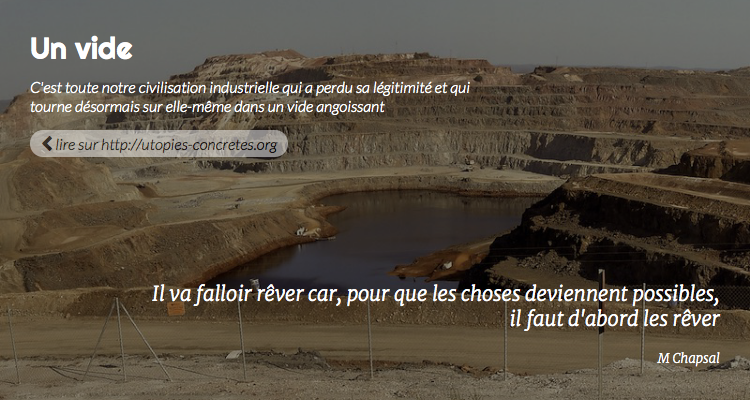 Un vide
C'est toute notre civilisation industrielle qui a perdu sa légitimité et qui
tourne désormais sur elle-même dans un vide angoissant
lire sur http://utopies-concretes.org
Il va falloir rêver car, pour que les choses deviennent possibles,
il faut d'abord les rêver
M Chapsal